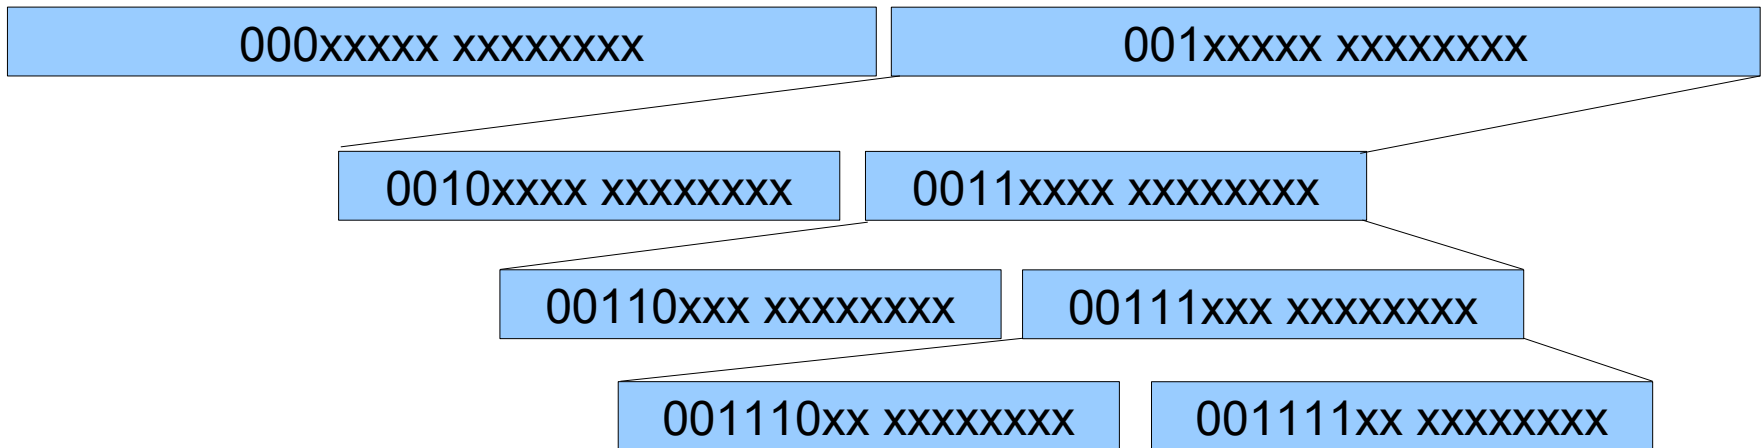 000xxxxx xxxxxxxx
001xxxxx xxxxxxxx
0010xxxx xxxxxxxx
0011xxxx xxxxxxxx
00110xxx xxxxxxxx
00111xxx xxxxxxxx
001110xx xxxxxxxx
001111xx xxxxxxxx